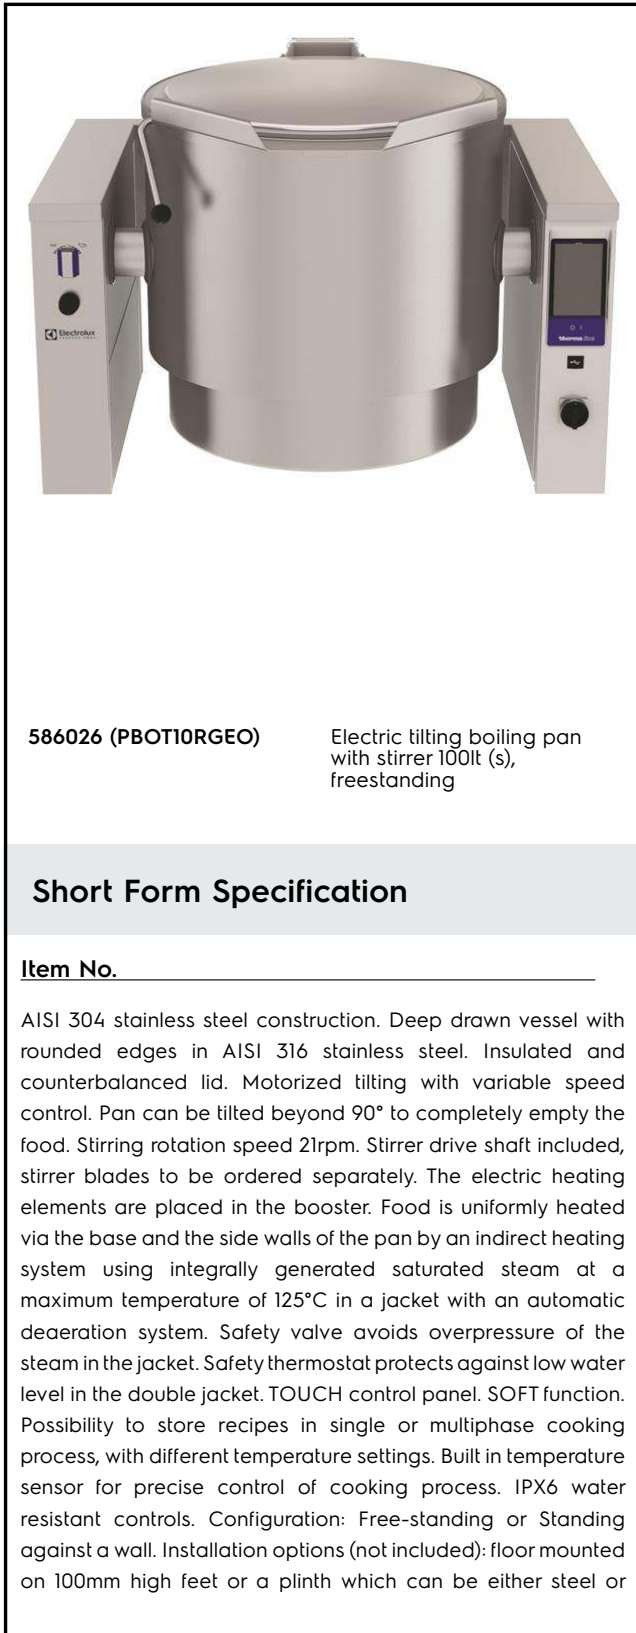 Electrolux
PROFESSIONAL
thermaline
586026 (PBOT10RGEO)
Electric tilting boiling pan
with stirrer 100lt (s),
freestanding
Short Form Specification
Item No.
AISI 304 stainless steel construction. Deep drawn vessel with
rounded edges in AISI 316 stainless steel. Insulated and
counterbalanced lid. Motorized tilting with variable speed
control. Pan can be tilted beyond 90° to completely empty the
food. Stirring rotation speed 21rpm. Stirrer drive shaft included,
stirrer blades to be ordered separately. The electric heating
elements are placed in the booster. Food is uniformly heated
via the base and the side walls of the pan by an indirect heating
system using integrally generated saturated steam at a
maximum temperature of 125°C in a jacket with an automatic
deaeration system. Safety valve avoids overpressure of the
steam in the jacket. Safety thermostat protects against low water
level in the double jacket. TOUCH control panel. SOFT function.
Possibility to store recipes in single or multiphase cooking
process, with different temperature settings. Built in temperature
sensor for precise control of cooking process. IPX6 water
resistant controls. Configuration: Free-standing or Standing
against a wall. Installation options (not included): floor mounted
on 100mm high feet or a plinth which can be either steel or